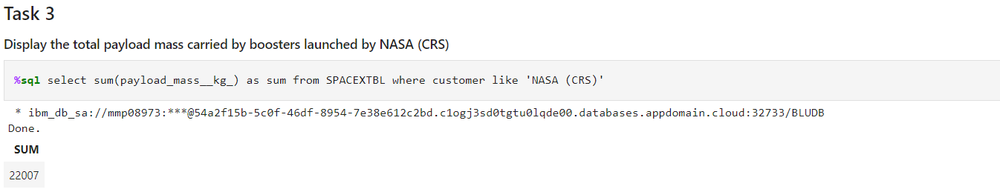 Task 3
Display the total payload mass carried by boosters launched by NASA (CRS)
%sql select sum(payload_mass__kg_) as sum from SPACEXTBL where customer like 'NASA (CRS)'
* ibm_db_sa://mmp08973:***@54a2f15b-5c0f-46df-8954-7e38e612c2bd.c1ogj3sd0tgtu0lqde00.databases.appdomain.cloud:32733/BLUDB
Done.
SUM
22007